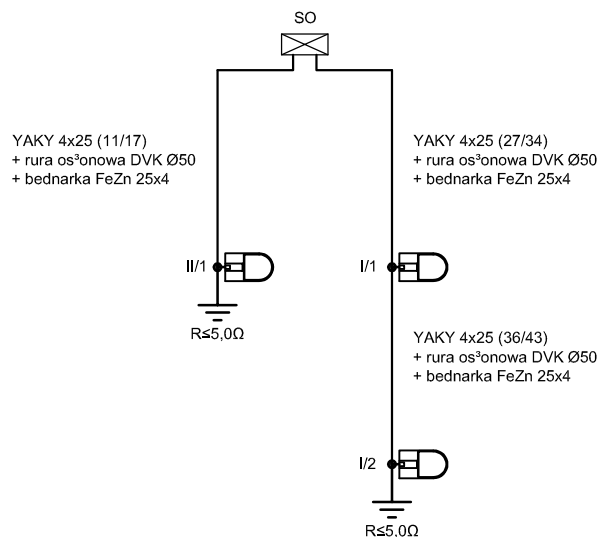 SO
YAKY 4x25 (11/17)
+ rura os³onowa DVK Ø50
+ bednarka FeZn 25x4
YAKY 4x25 (27/34)
+ rura os³onowa DVK Ø50
+ bednarka FeZn 25x4
II/1
I/1
R≤5,0Ω
YAKY 4x25 (36/43)
+ rura os³onowa DVK Ø50
+ bednarka FeZn 25x4
I/2
R≤5,0Ω